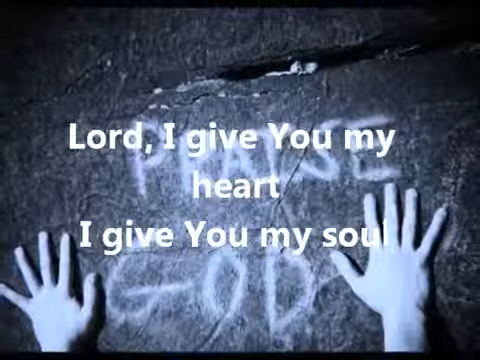 Lord, I give You my
heart
I give You my soul
PRAISE
GOD